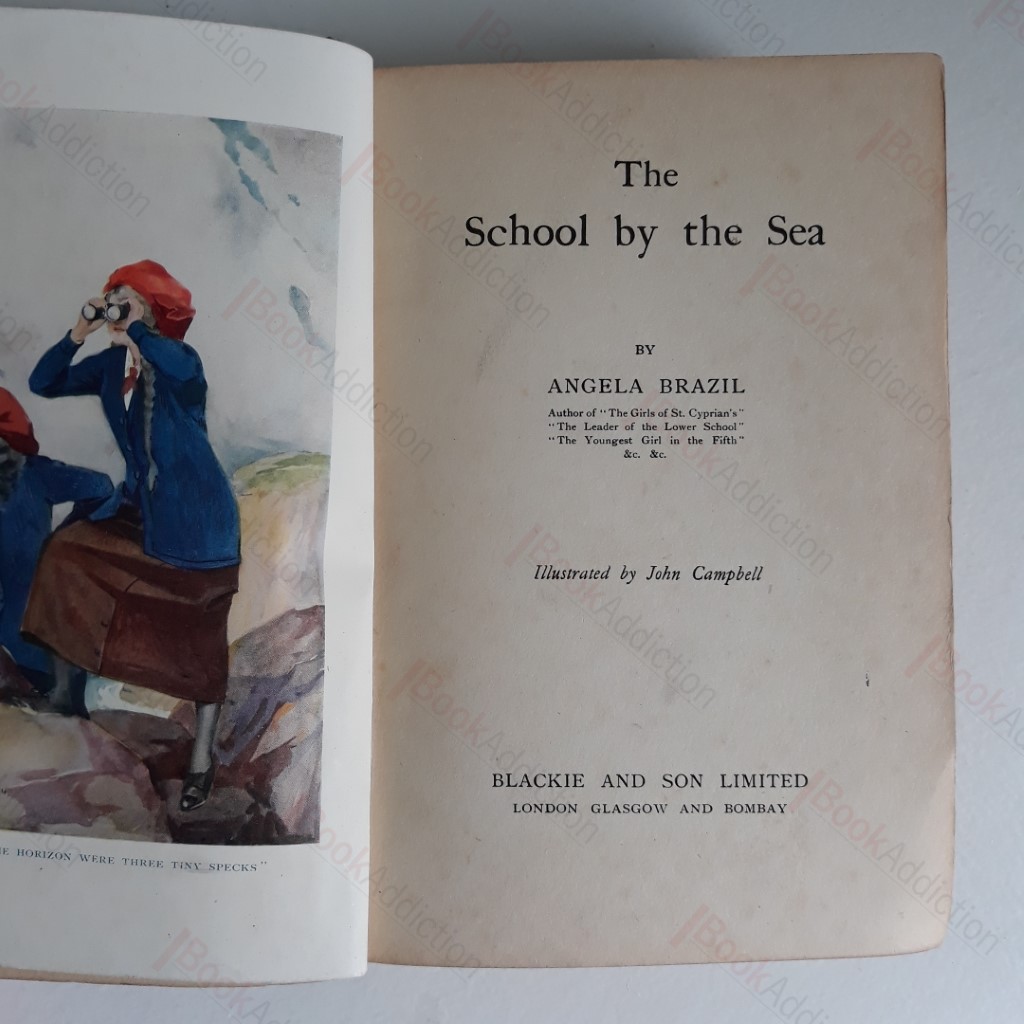 E HORIZON WERE THREE TINY SPECKS"
The
School by the Sea
BY
ANGELA BRAZIL
Author of "The Girls of St. Cyprian's"
"The Leader of the Lower School"
"The Youngest Girl in the Fifth"
&c. &c.
Illustrated by John Campbell
BLACKIE AND SON LIMITED
LONDON GLASGOW AND BOMBAY
BookAddiction